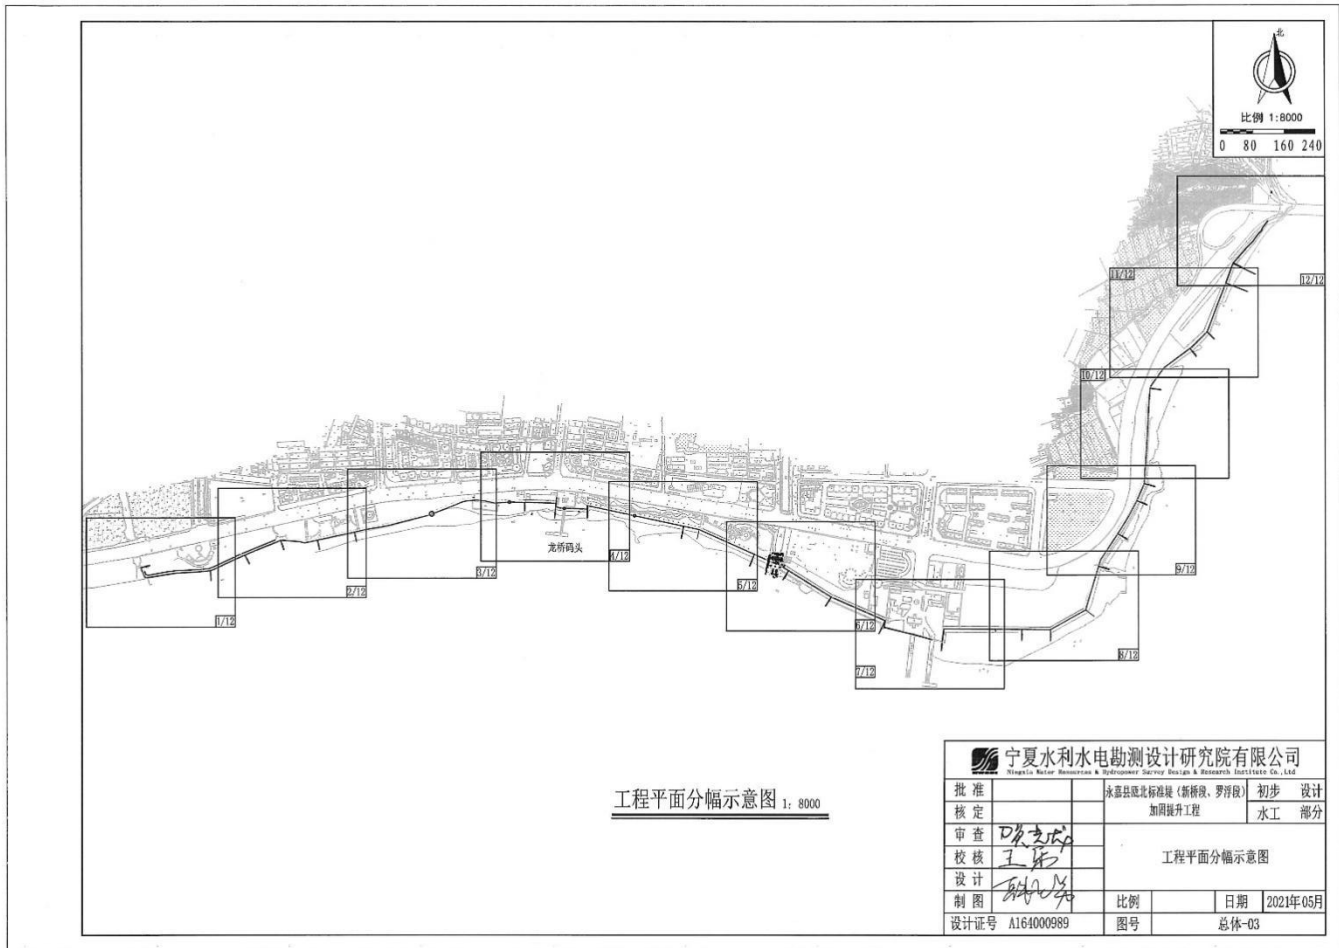 北
比例 1:8000
0 80 160 240
12/12
11/12
10/12
9/12
8/12
7/12
6/12
5/12
4/12
龙桥码头
3/12
2/12
1/12
工程平面分幅示意图 1: 8000
宁夏水利水电勘测设计研究院有限公司
Ningxia Water Resources & Hydropower Survey Design & Research Institute Co.,Ltd
批 准
永嘉县瓯北标准堤(新桥段、罗浮段)
加固提升工程
初步 设计
核 定
水工 部分
审 查
校 核
工程平面分幅示意图
设 计
制 图
比例
日期 2021年05月
设计证号 A164000989
图号 总体-03